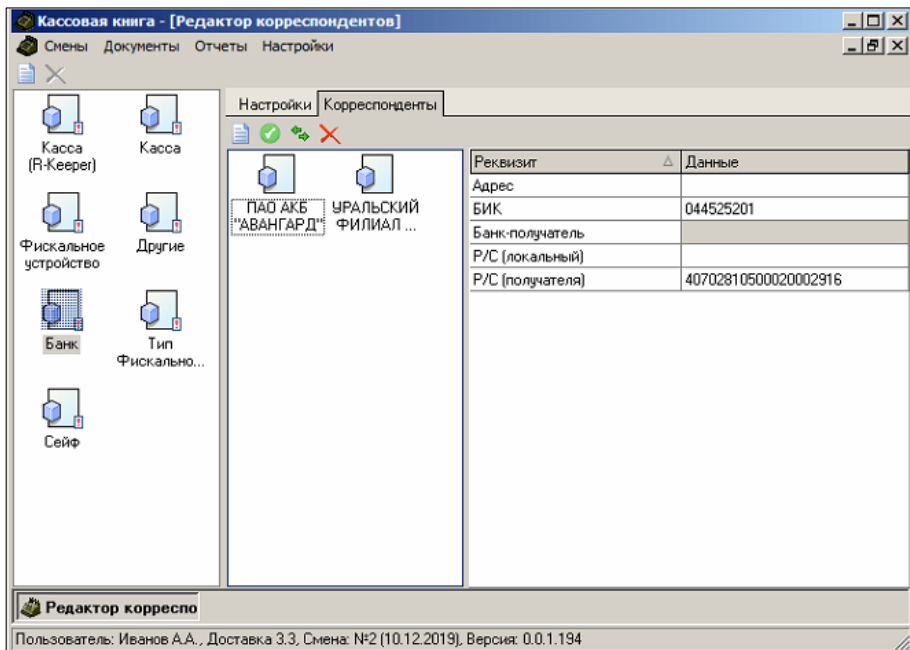 Кассовая книга - [Редактор корреспондентов]
Смены Документы Отчеты Настройки
Касса
(R-Keeper)
Касса
Фискальное
устройство
Другие
Банк
Тип
Фискально...
Сейф
Настройки Корреспонденты
ПАО АКБ
"АВАНГАРД"
УРАЛЬСКИЙ
ФИЛИАЛ ...
Реквизит Данные
Адрес
БИК 044525201
Банк-получатель
Р/С (локальный)
Р/С (получателя) 40702810500020002916
Редактор корреспо
Пользователь: Иванов А.А., Доставка 3.3, Смена: №2 (10.12.2019), Версия: 0.0.1.194